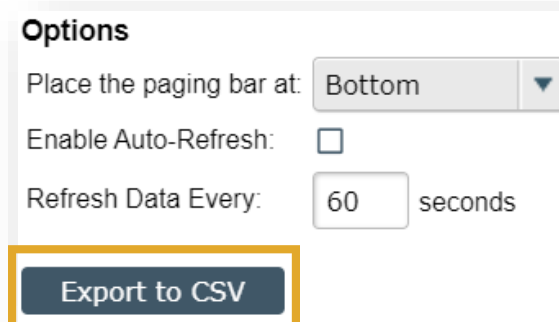 Options
Place the paging bar at: Bottom
Enable Auto-Refresh:
Refresh Data Every: 60 seconds
Export to CSV